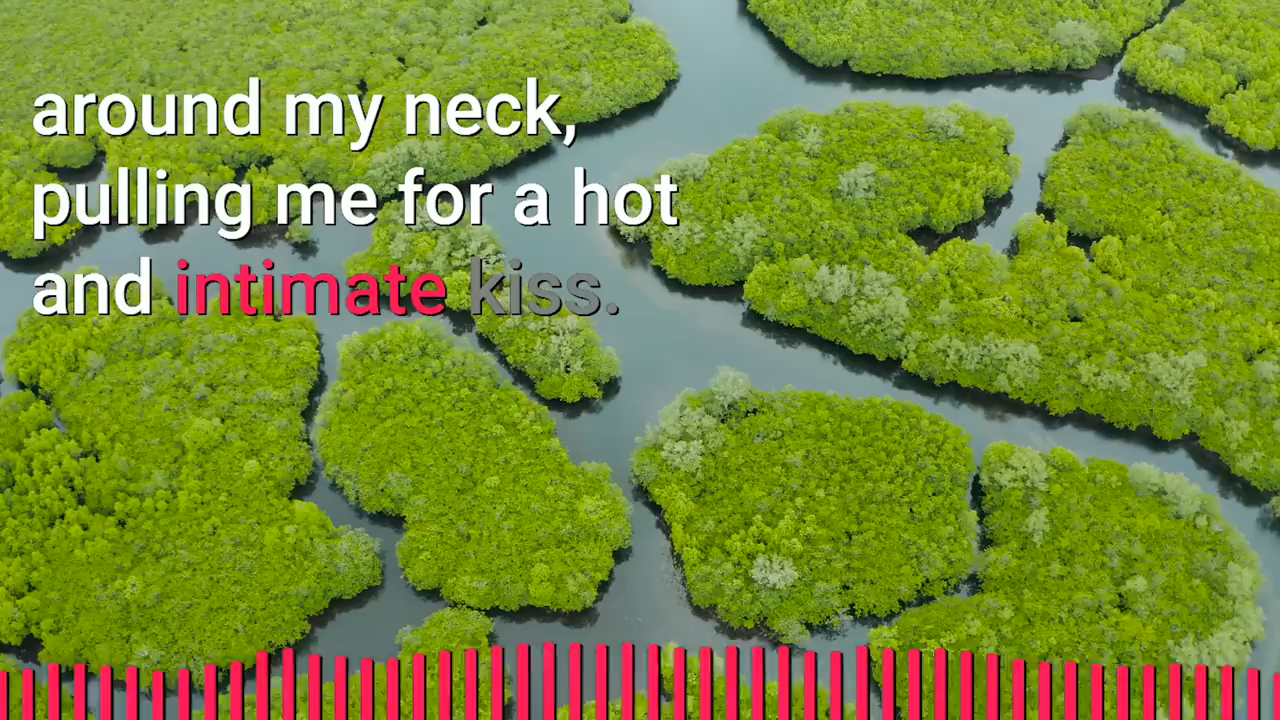 around my neck,
pulling me for a hot
and intimate kiss.